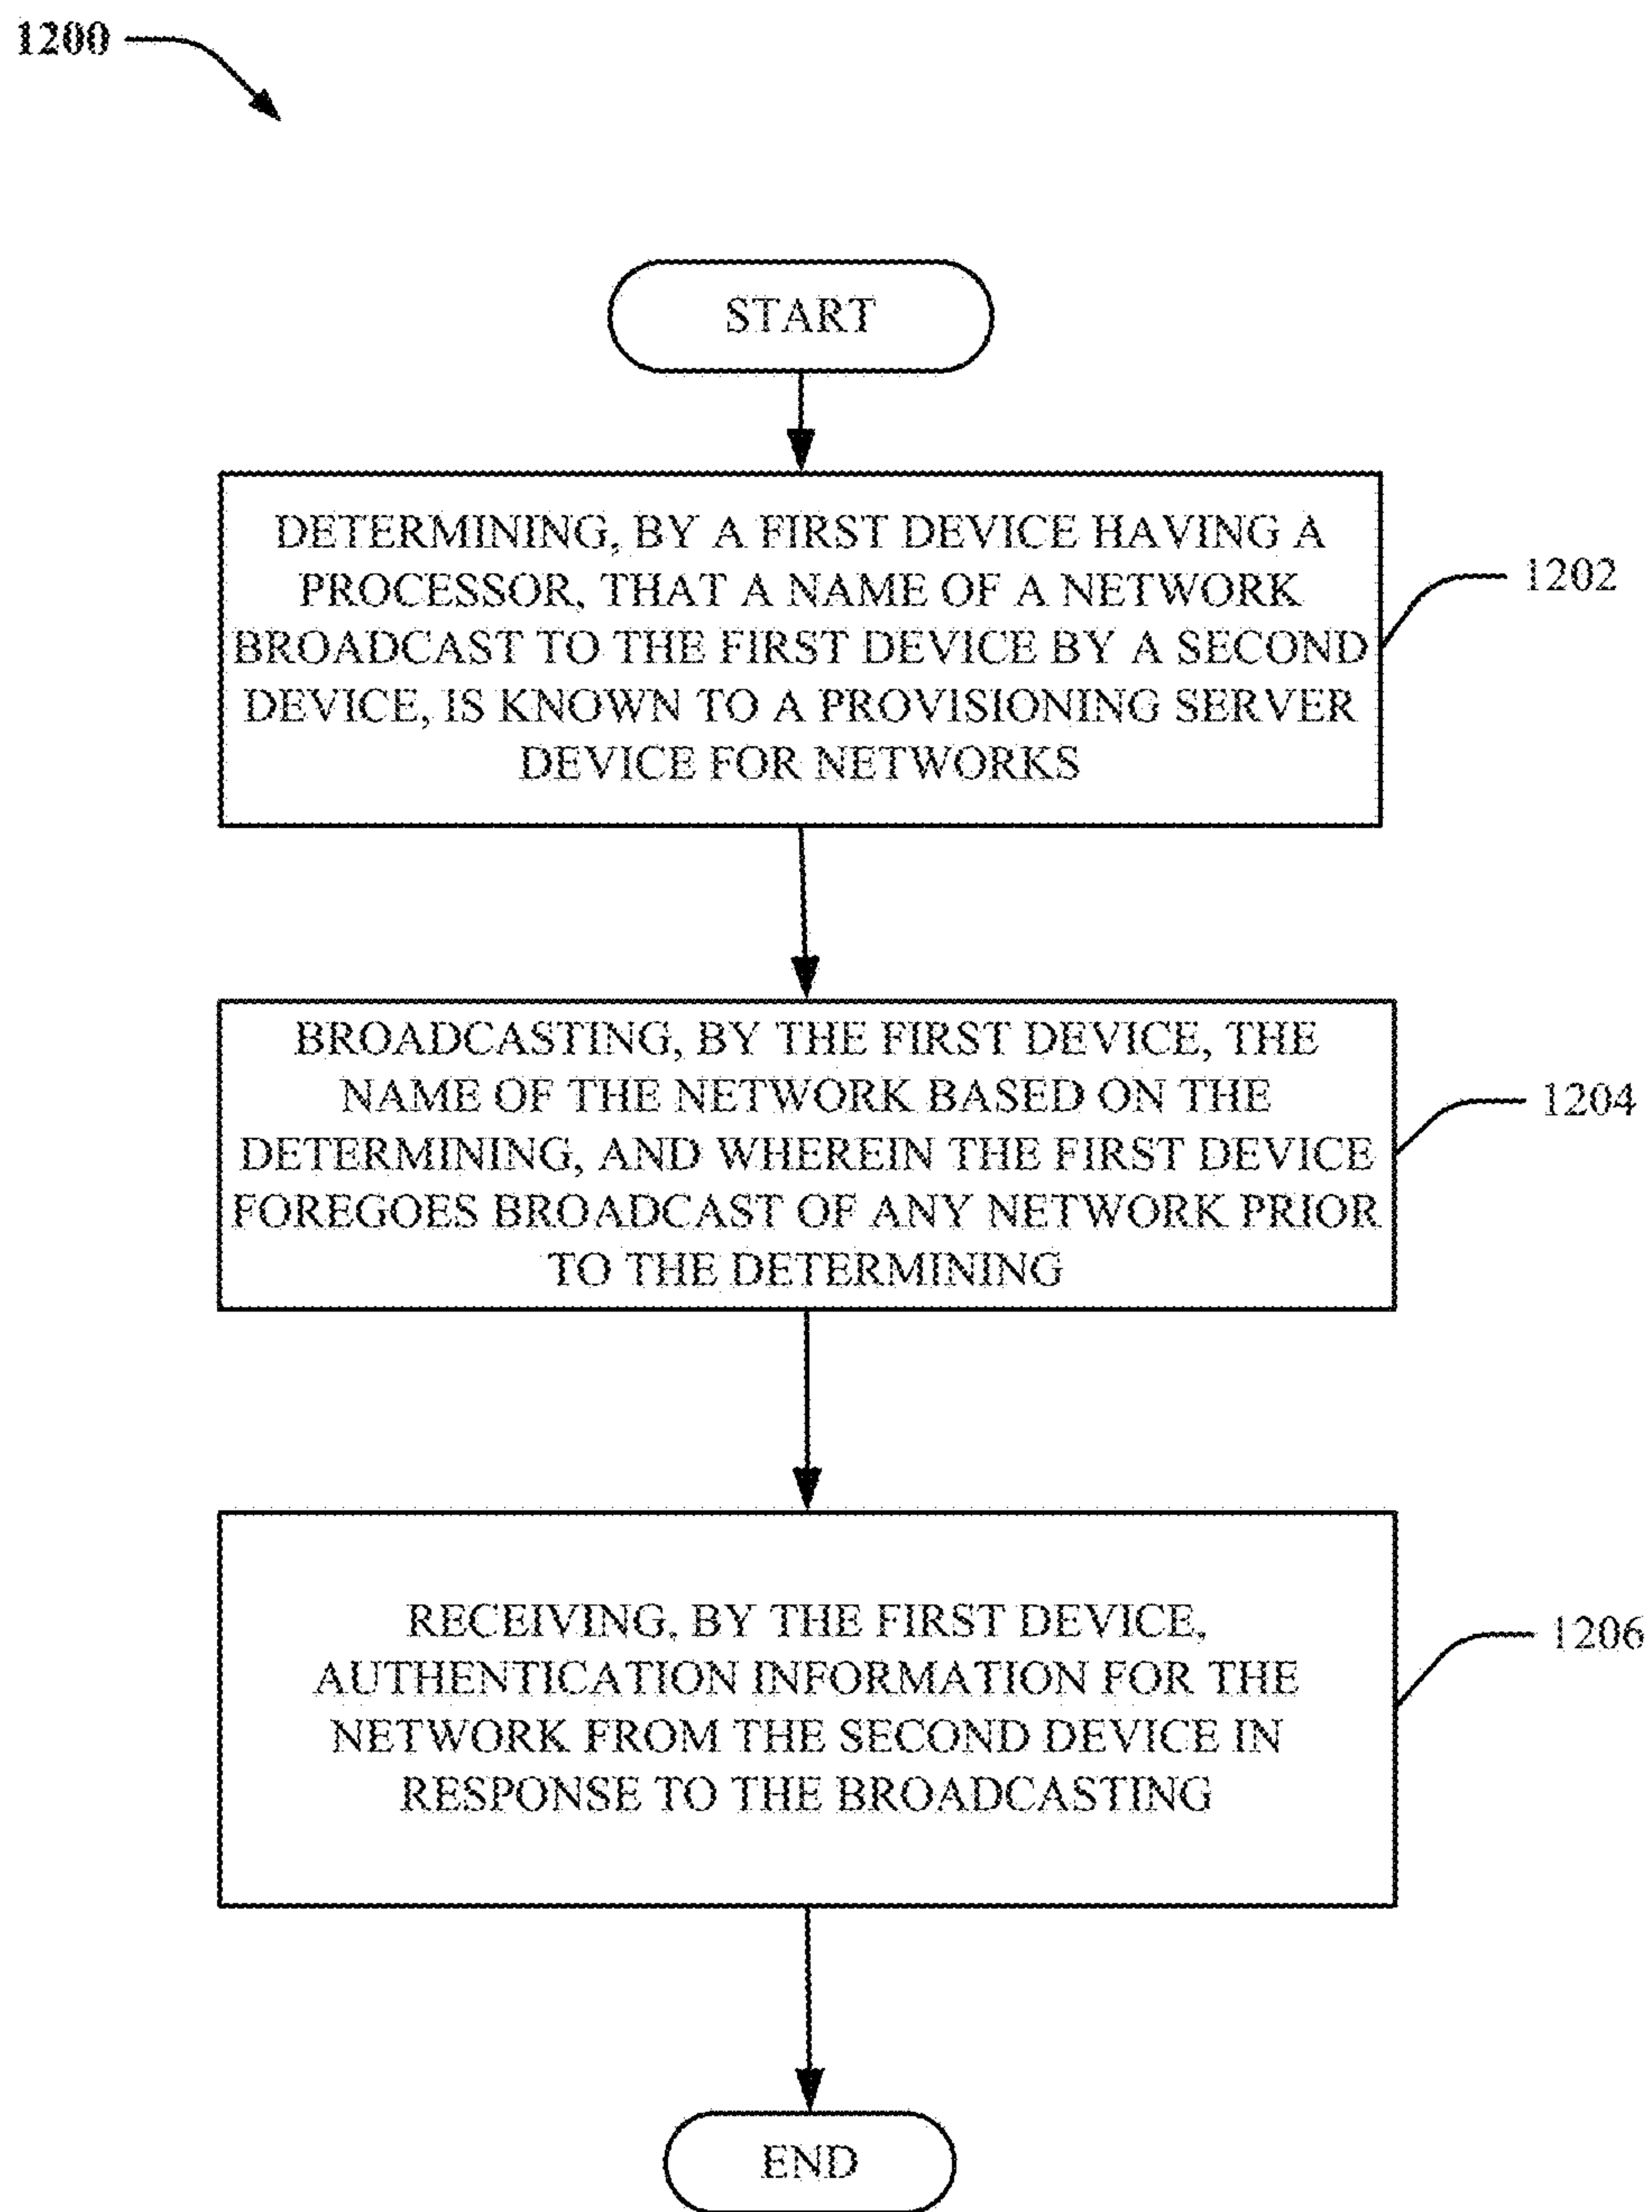 1200
START
DETERMINING, BY A FIRST DEVICE HAVING A
PROCESSOR, THAT A NAME OF A NETWORK
BROADCAST TO THE FIRST DEVICE BY A SECOND
DEVICE, IS KNOWN TO A PROVISIONING SERVER
DEVICE FOR NETWORKS
1202
BROADCASTING, BY THE FIRST DEVICE, THE
NAME OF THE NETWORK BASED ON THE
DETERMINING, AND WHEREIN THE FIRST DEVICE
FOREGOES BROADCAST OF ANY NETWORK PRIOR
TO THE DETERMINING
1204
RECEIVING, BY THE FIRST DEVICE,
AUTHENTICATION INFORMATION FOR THE
NETWORK FROM THE SECOND DEVICE IN
RESPONSE TO THE BROADCASTING
1206
END